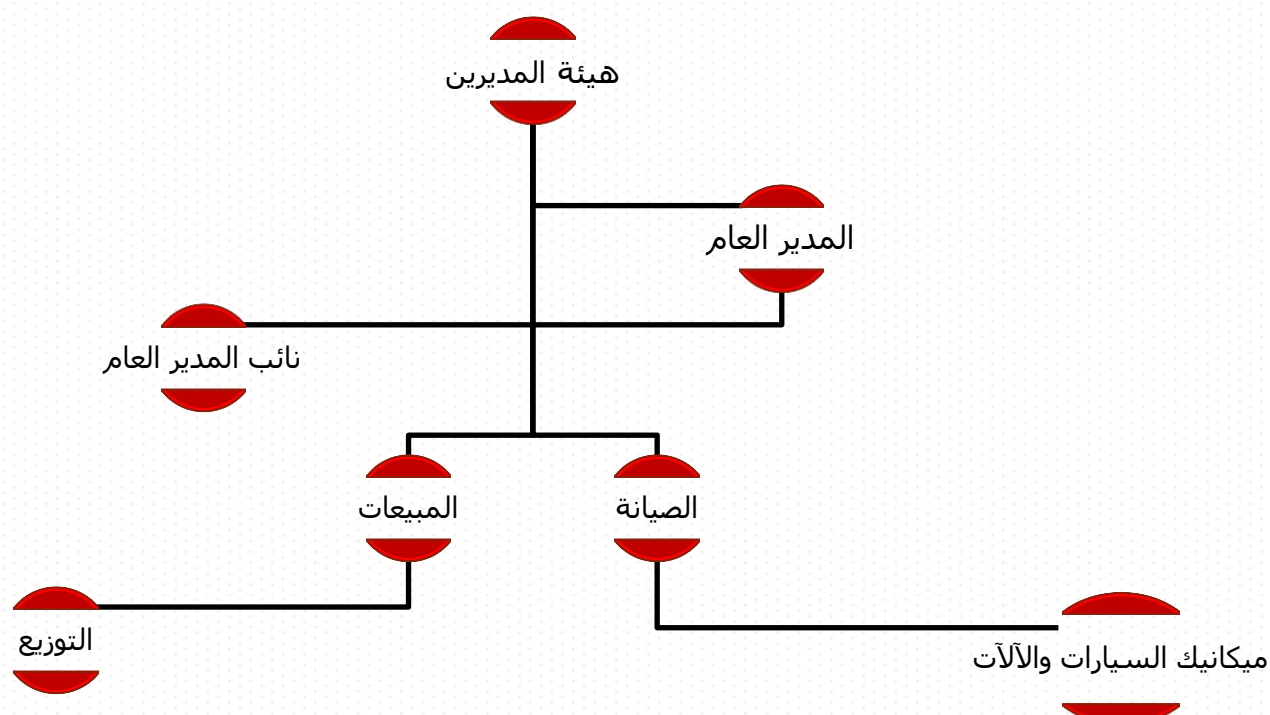 هيئة المديرين
المدير العام
نائب المدير العام
الصيانة
المبيعات
التوزيع
ميكانيك السيارات والآلآت